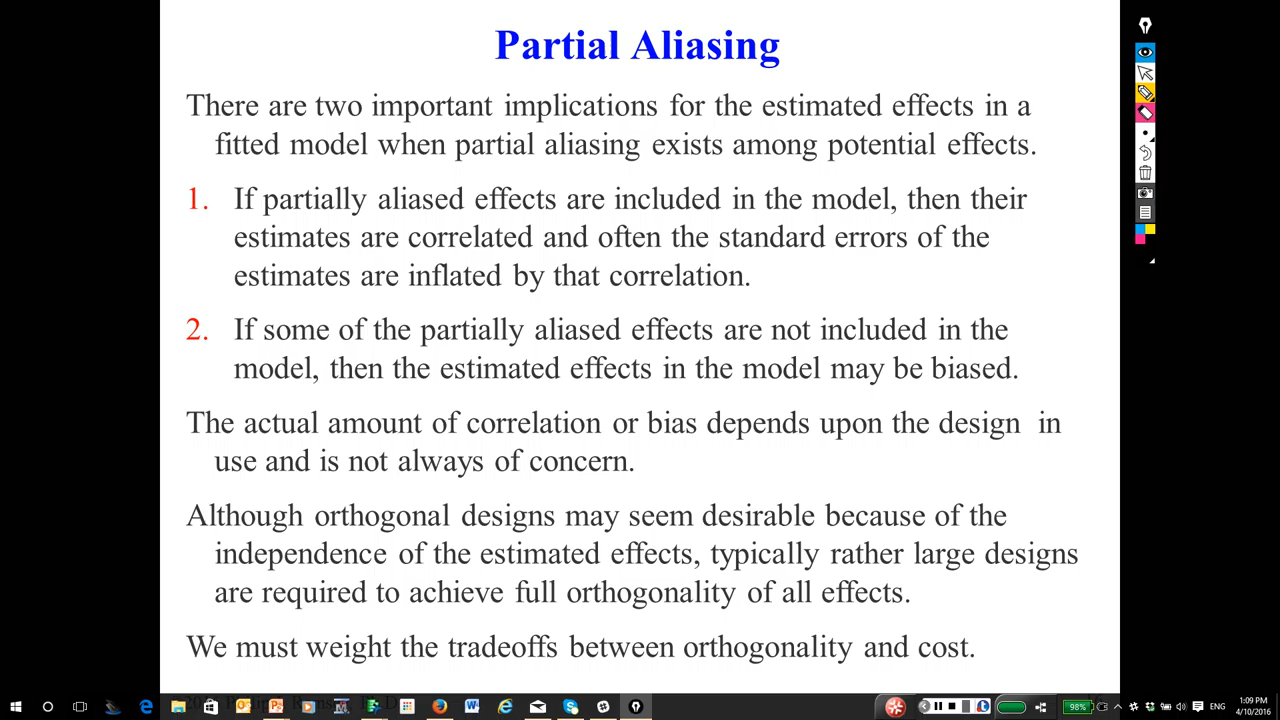 Partial Aliasing
There are two important implications for the estimated effects in a
fitted model when partial aliasing exists among potential effects.
1. If partially aliased effects are included in the model, then their
estimates are correlated and often the standard errors of the
estimates are inflated by that correlation.
2. If some of the partially aliased effects are not included in the
model, then the estimated effects in the model may be biased.
The actual amount of correlation or bias depends upon the design in
use and is not always of concern.
Although orthogonal designs may seem desirable because of the
independence of the estimated effects, typically rather large designs
are required to achieve full orthogonality of all effects.
We must weight the tradeoffs between orthogonality and cost.
98%
ENG
1:09 PM
4/10/2016